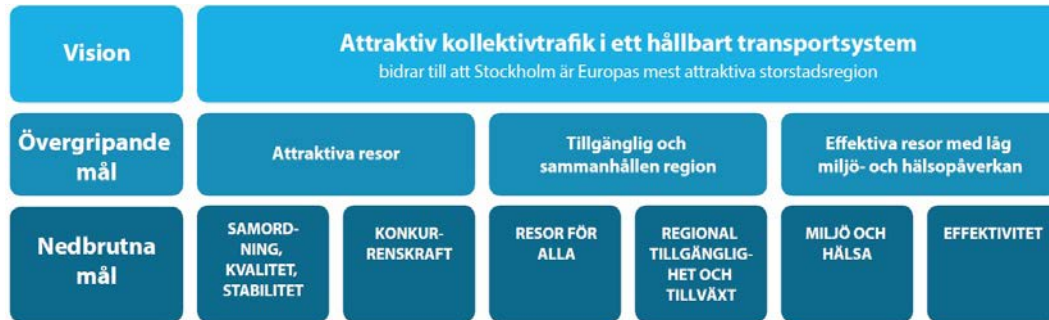 Vision
Attraktiv kollektivtrafik i ett hållbart transportsystem
bidrar till att Stockholm är Europas mest attraktiva storstadsregion
Övergripande
mål
Attraktiva resor
Tillgänglig och
sammanhållen region
Effektiva resor med låg
miljö- och hälsopåverkan
Nedbrutna
mål
SAMORD-
NING,
KVALITET,
STABILITET
KONKUR-
RENSKRAFT
RESOR FÖR
ALLA
REGIONAL
TILLGÄNGLIG-
HET OCH
TILLVÄXT
MILJÖ OCH
HÄLSA
EFFEKTIVITET